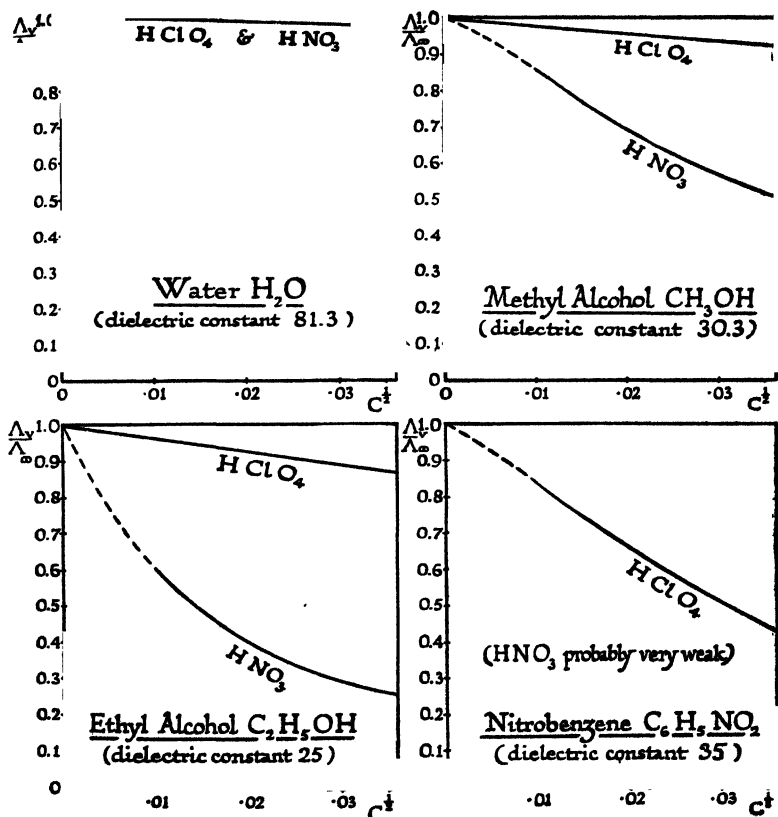 Λv/Λ 1.0
HClO₄ & HNO₃
0.8
0.7
0.6
0.5
0.4
0.3
0.2
0.1
Water H₂O
(dielectric constant 81.3)
0
.01
.02
.03
C½
Λv/Λ∞
1.0
0.9
0.8
0.7
0.6
0.5
0.4
0.3
0.2
0.1
HClO₄
HNO₃
Methyl Alcohol CH₃OH
(dielectric constant 30.3)
0
.01
.02
.03
C½
Λv/Λ∞
1.0
0.9
0.8
0.7
0.6
0.5
0.4
0.3
0.2
0.1
0
HClO₄
HNO₃
Ethyl Alcohol C₂H₅OH
(dielectric constant 25)
.01
.02
.03
C½
Λv/Λ∞
1.0
0.9
0.8
0.7
0.6
0.5
0.4
0.3
0.2
0.1
HClO₄
(HNO₃ probably very weak)
Nitrobenzene C₆H₅NO₂
(dielectric constant 35)
.01
.02
.03
C½